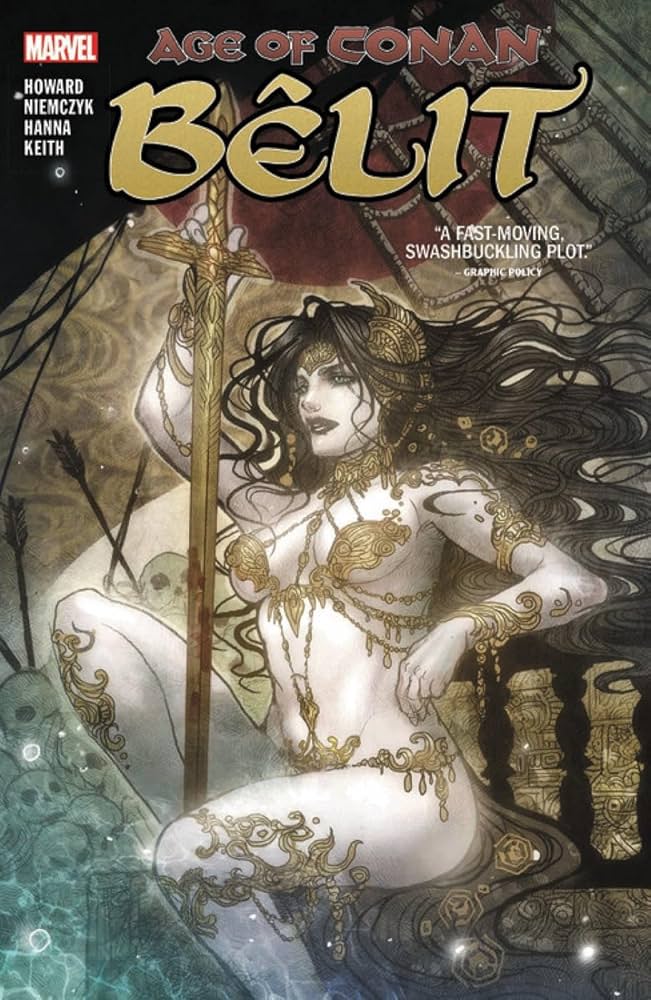 MARVEL
AGE OF CONAN
BÊLIT
HOWARD
NIEMCZYK
HANNA
KEITH
“A FAST-MOVING,
SWASHBUCKLING PLOT.”
– GRAPHIC POLICY